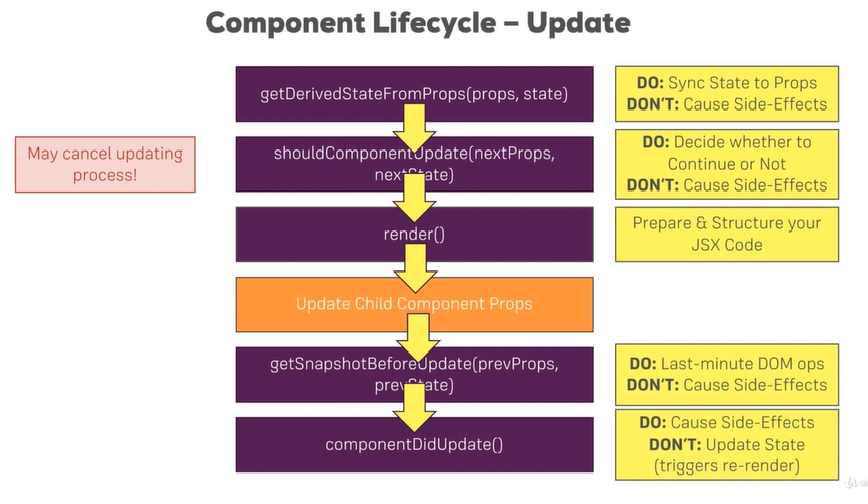 Component Lifecycle – Update
getDerivedStateFromProps(props, state)
DO: Sync State to Props
DON'T: Cause Side-Effects
May cancel updating
process!
shouldComponentUpdate(nextProps,
nextState)
DO: Decide whether to
Continue or Not
DON'T: Cause Side-Effects
render()
Prepare & Structure your
JSX Code
Update Child Component Props
getSnapshotBeforeUpdate(prevProps,
prevState)
DO: Last-minute DOM ops
DON'T: Cause Side-Effects
componentDidUpdate()
DO: Cause Side-Effects
DON'T: Update State
(triggers re-render)